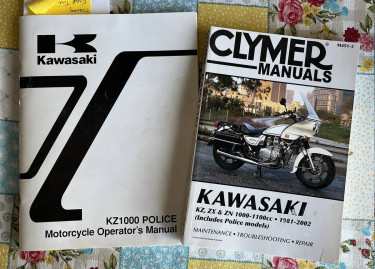 Kawasaki
KZ1000 POLICE
Motorcycle Operator's Manual
CLYMER
MANUALS
KAWASAKI
KZ, ZX & ZN 1000-1100cc • 1981-2002
(Includes Police models)
MAINTENANCE • TROUBLESHOOTING • REPAIR